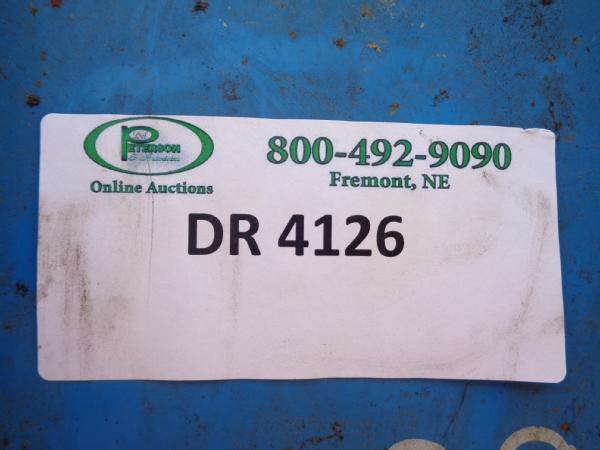 PETERSON
Online Auctions
800-492-9090
Fremont, NE
DR 4126